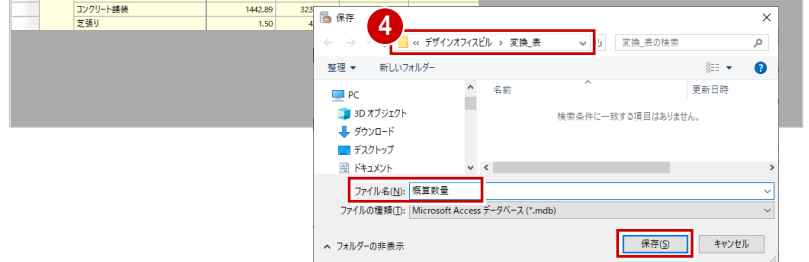 コンクリート舗装 1442.89 323
芝張り 1.50 4
保存
4
« デザインオフィスビル › 変換_表
変換_表の検索
整理 新しいフォルダー
PC
3D オブジェクト
ダウンロード
デスクトップ
ドキュメント
名前 更新日時
検索条件に一致する項目はありません。
ファイル名(N): 概算数量
ファイルの種類(T): Microsoft Access データベース (*.mdb)
フォルダーの非表示
保存(S) キャンセル